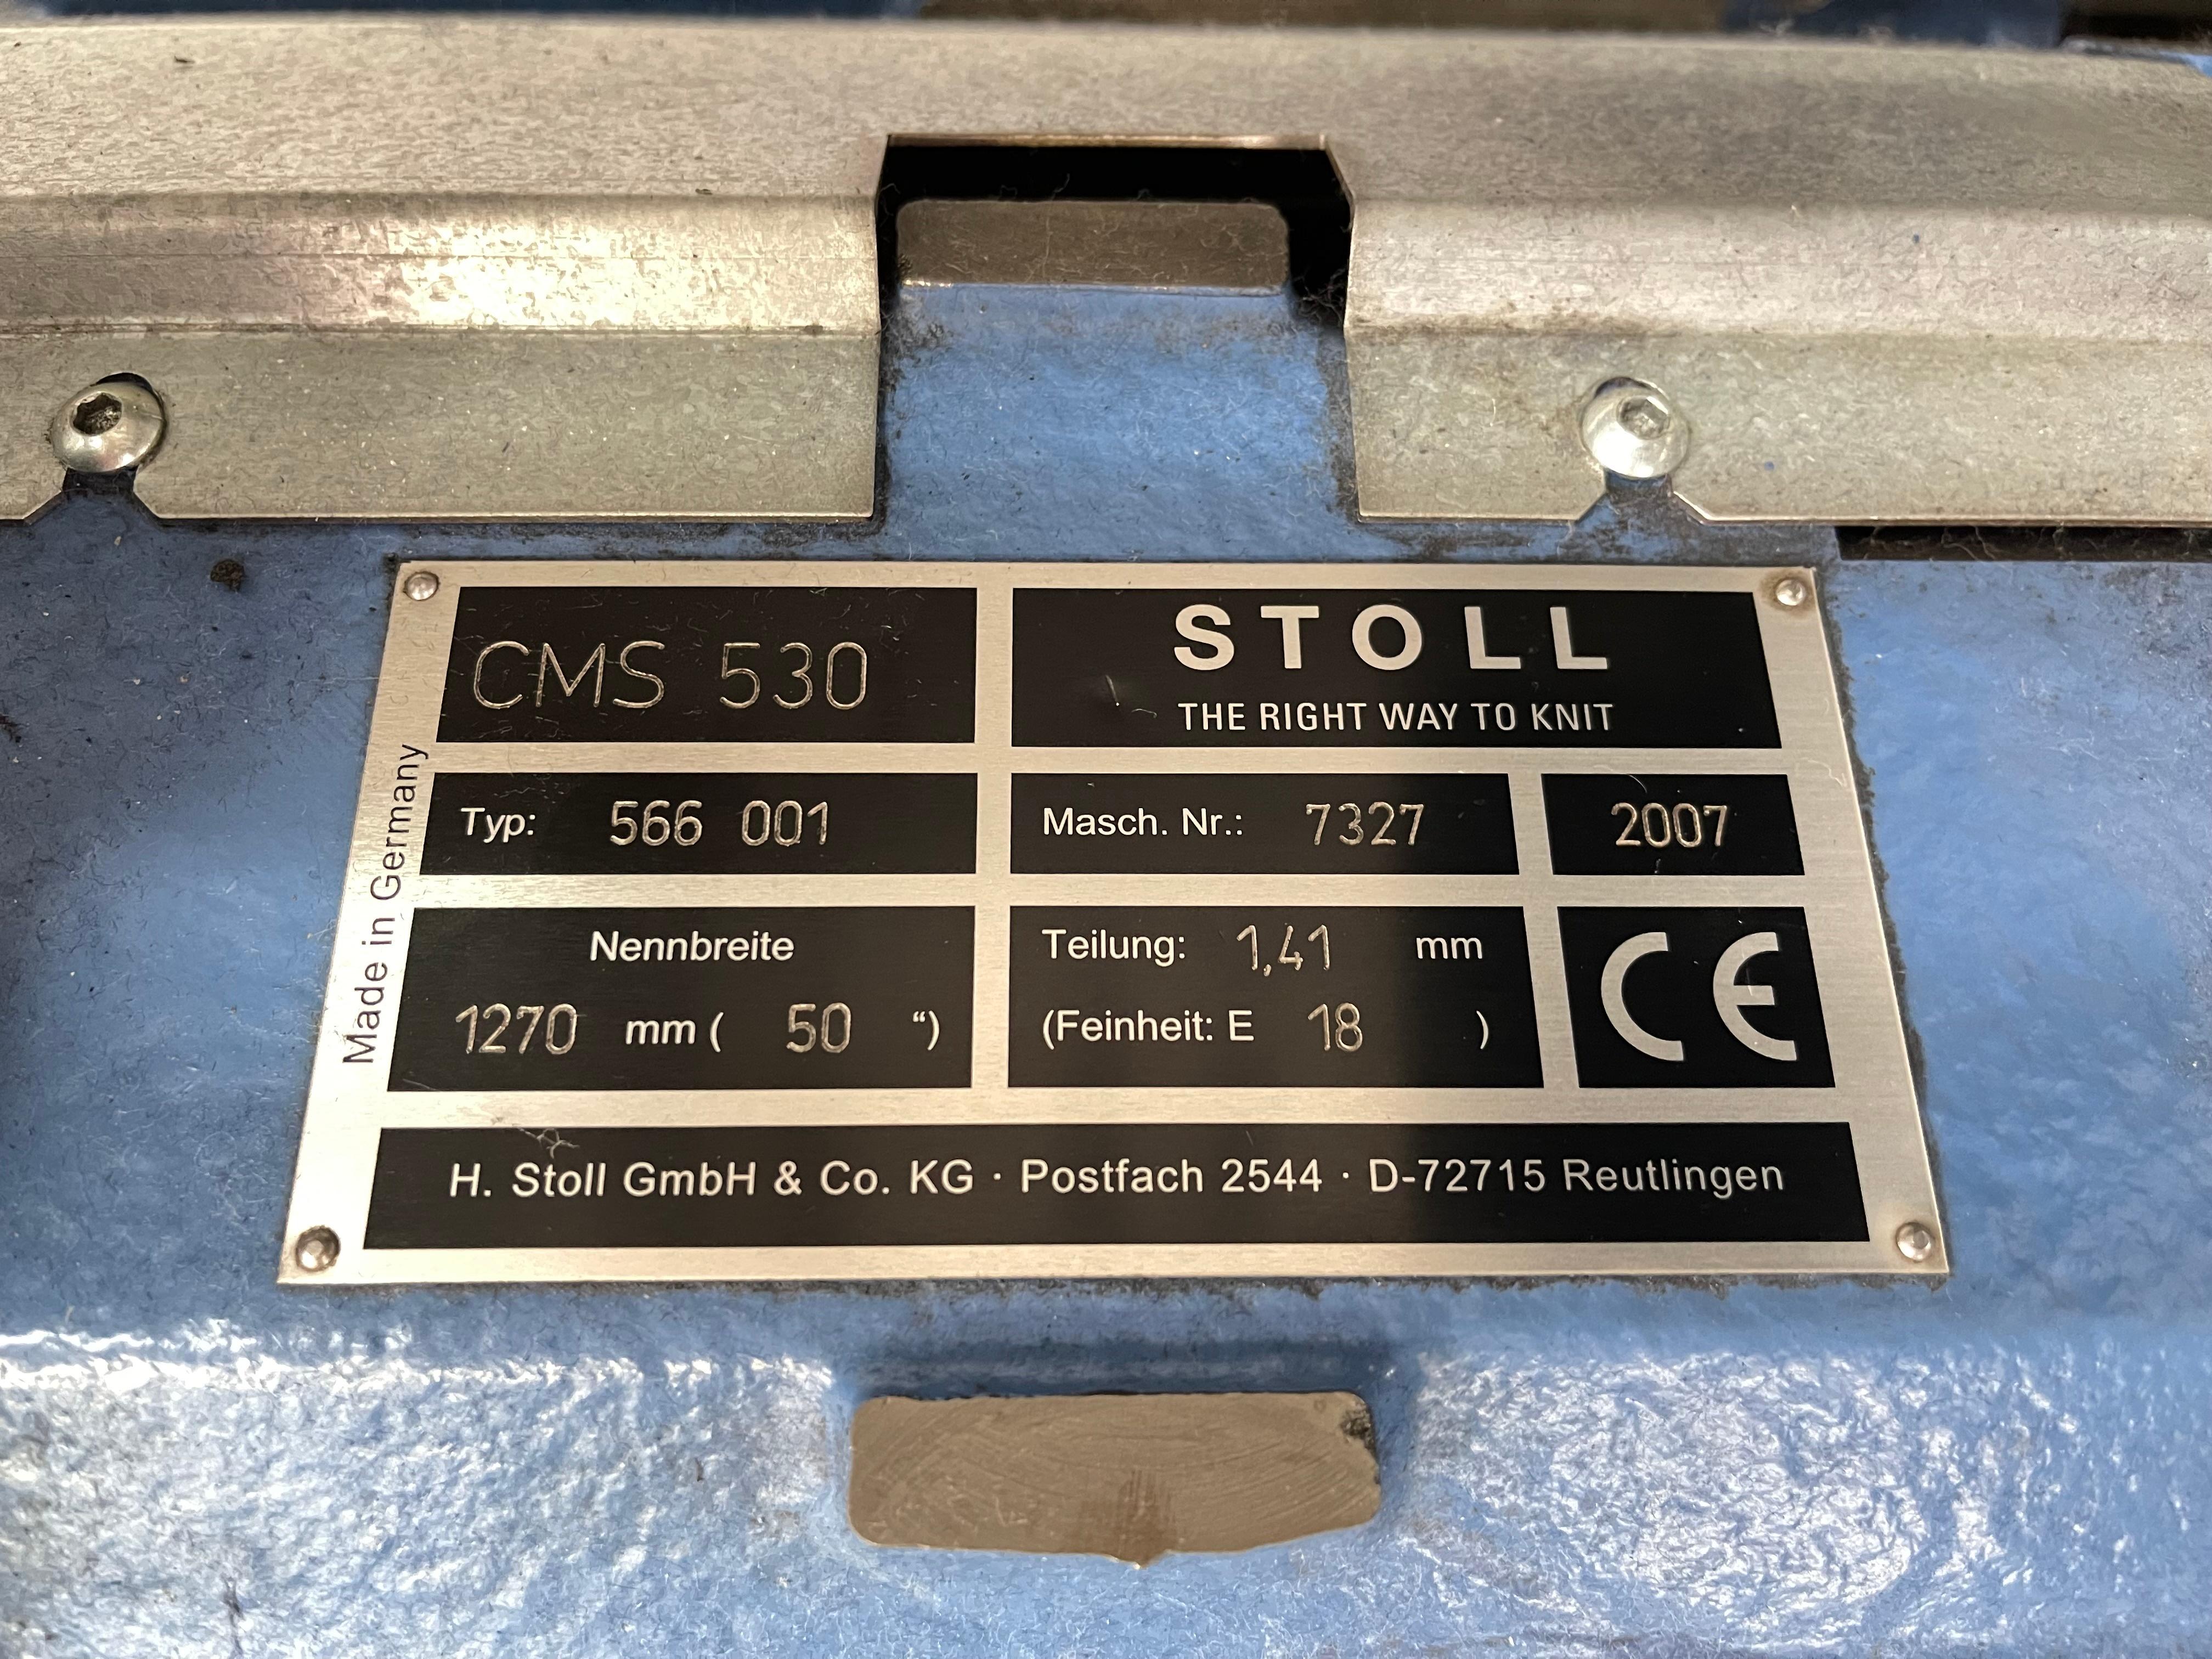 CMS 530
STOLL
THE RIGHT WAY TO KNIT
Made in Germany
Typ: 566 001
Masch. Nr.: 7327
2007
Nennbreite
1270 mm ( 50 “)
Teilung: 1,41 mm
(Feinheit: E 18 )
CE
H. Stoll GmbH & Co. KG · Postfach 2544 · D-72715 Reutlingen